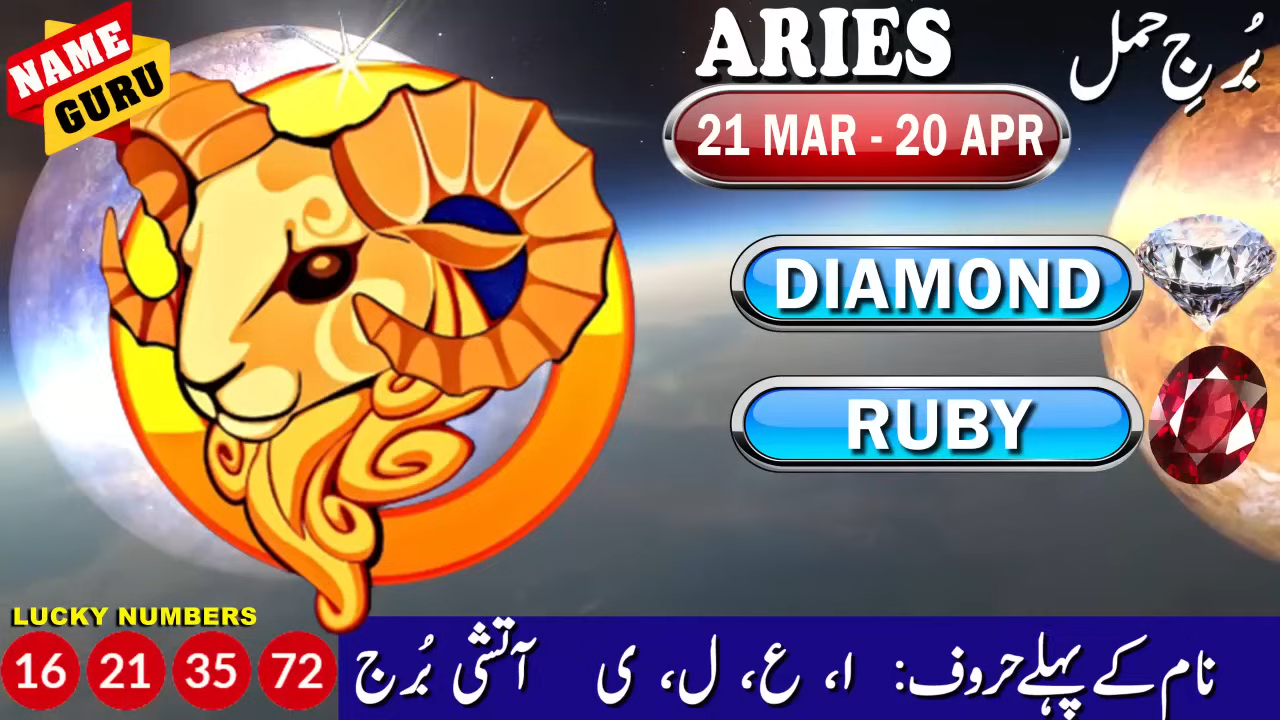 NAME
GURU
ARIES
بُرجِ حمل
21 MAR - 20 APR
DIAMOND
RUBY
LUCKY NUMBERS
16 21 35 72
نام کے پہلے حروف: ا، ع، ل، ی آتشی بُرج